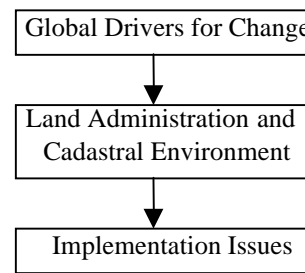 Global Drivers for Change
Land Administration and
Cadastral Environment
Implementation Issues